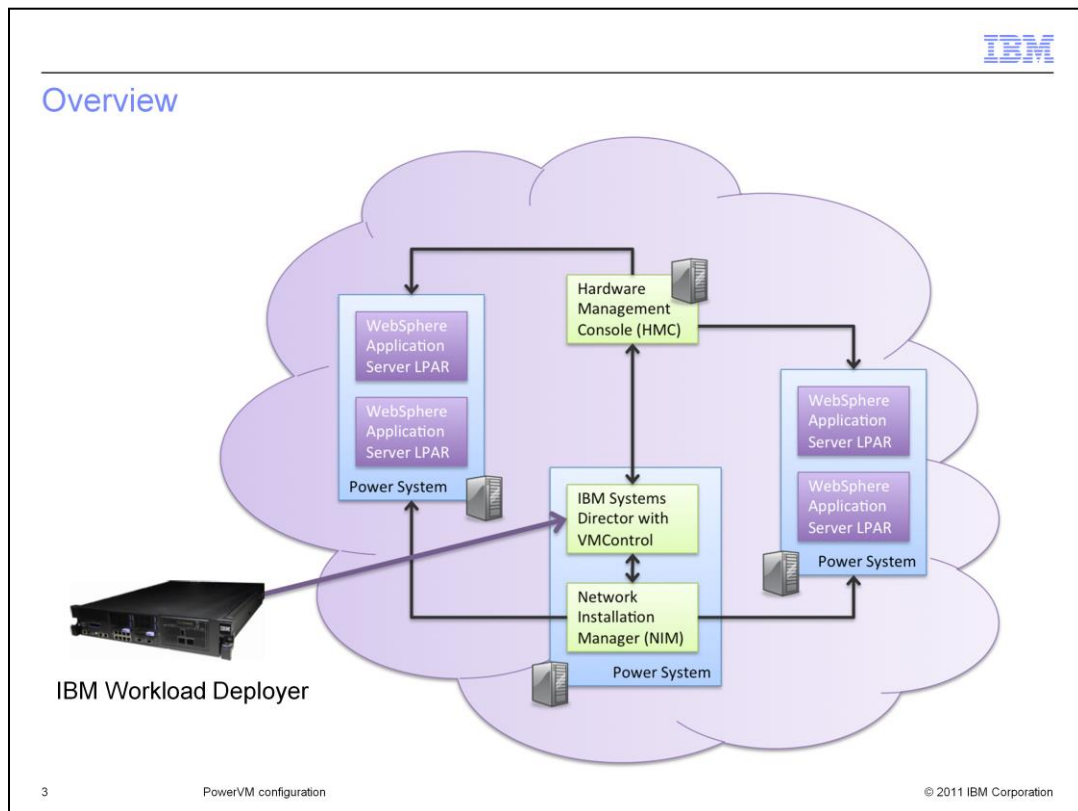 IBM
Overview
Hardware
Management
Console (HMC)
WebSphere
Application
Server LPAR
WebSphere
Application
Server LPAR
Power System
WebSphere
Application
Server LPAR
WebSphere
Application
Server LPAR
Power System
IBM Systems
Director with
VMControl
Network
Installation
Manager (NIM)
Power System
IBM
IBM Workload Deployer
3
PowerVM configuration
© 2011 IBM Corporation